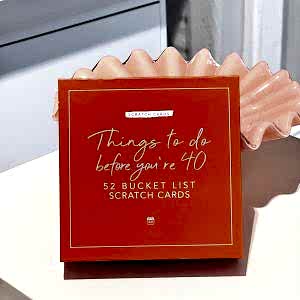 SCRATCH CARDS
Things to do
before you're 40
52 BUCKET LIST
SCRATCH CARDS